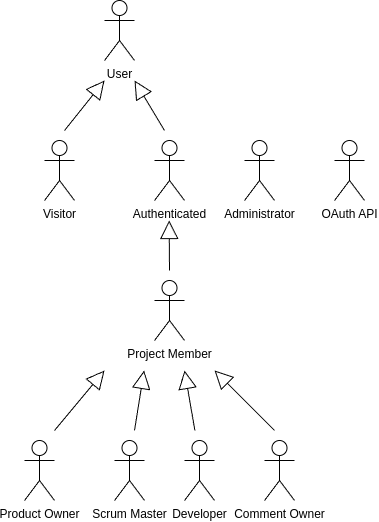 User
Visitor
Authenticated
Administrator
OAuth API
Project Member
Product Owner
Scrum Master
Developer
Comment Owner